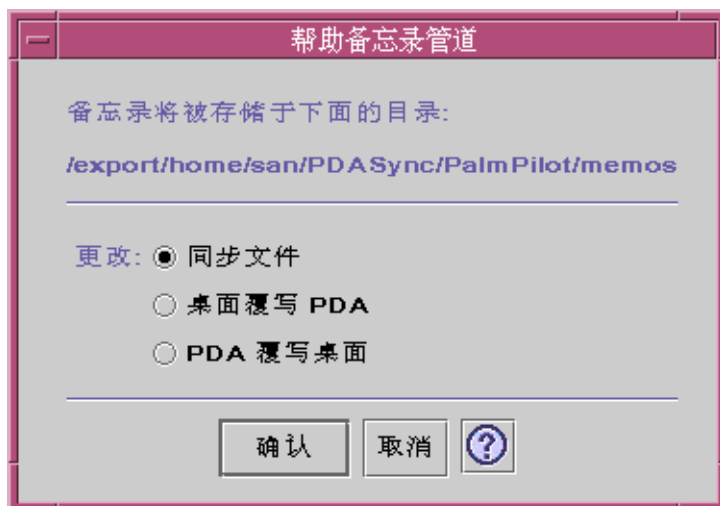 帮助备忘录管道
备忘录将被存储于下面的目录:
/export/home/san/PDASync/PalmPilot/memos
更改: 同步文件
桌面覆写 PDA
PDA 覆写桌面
确认 取消 ?